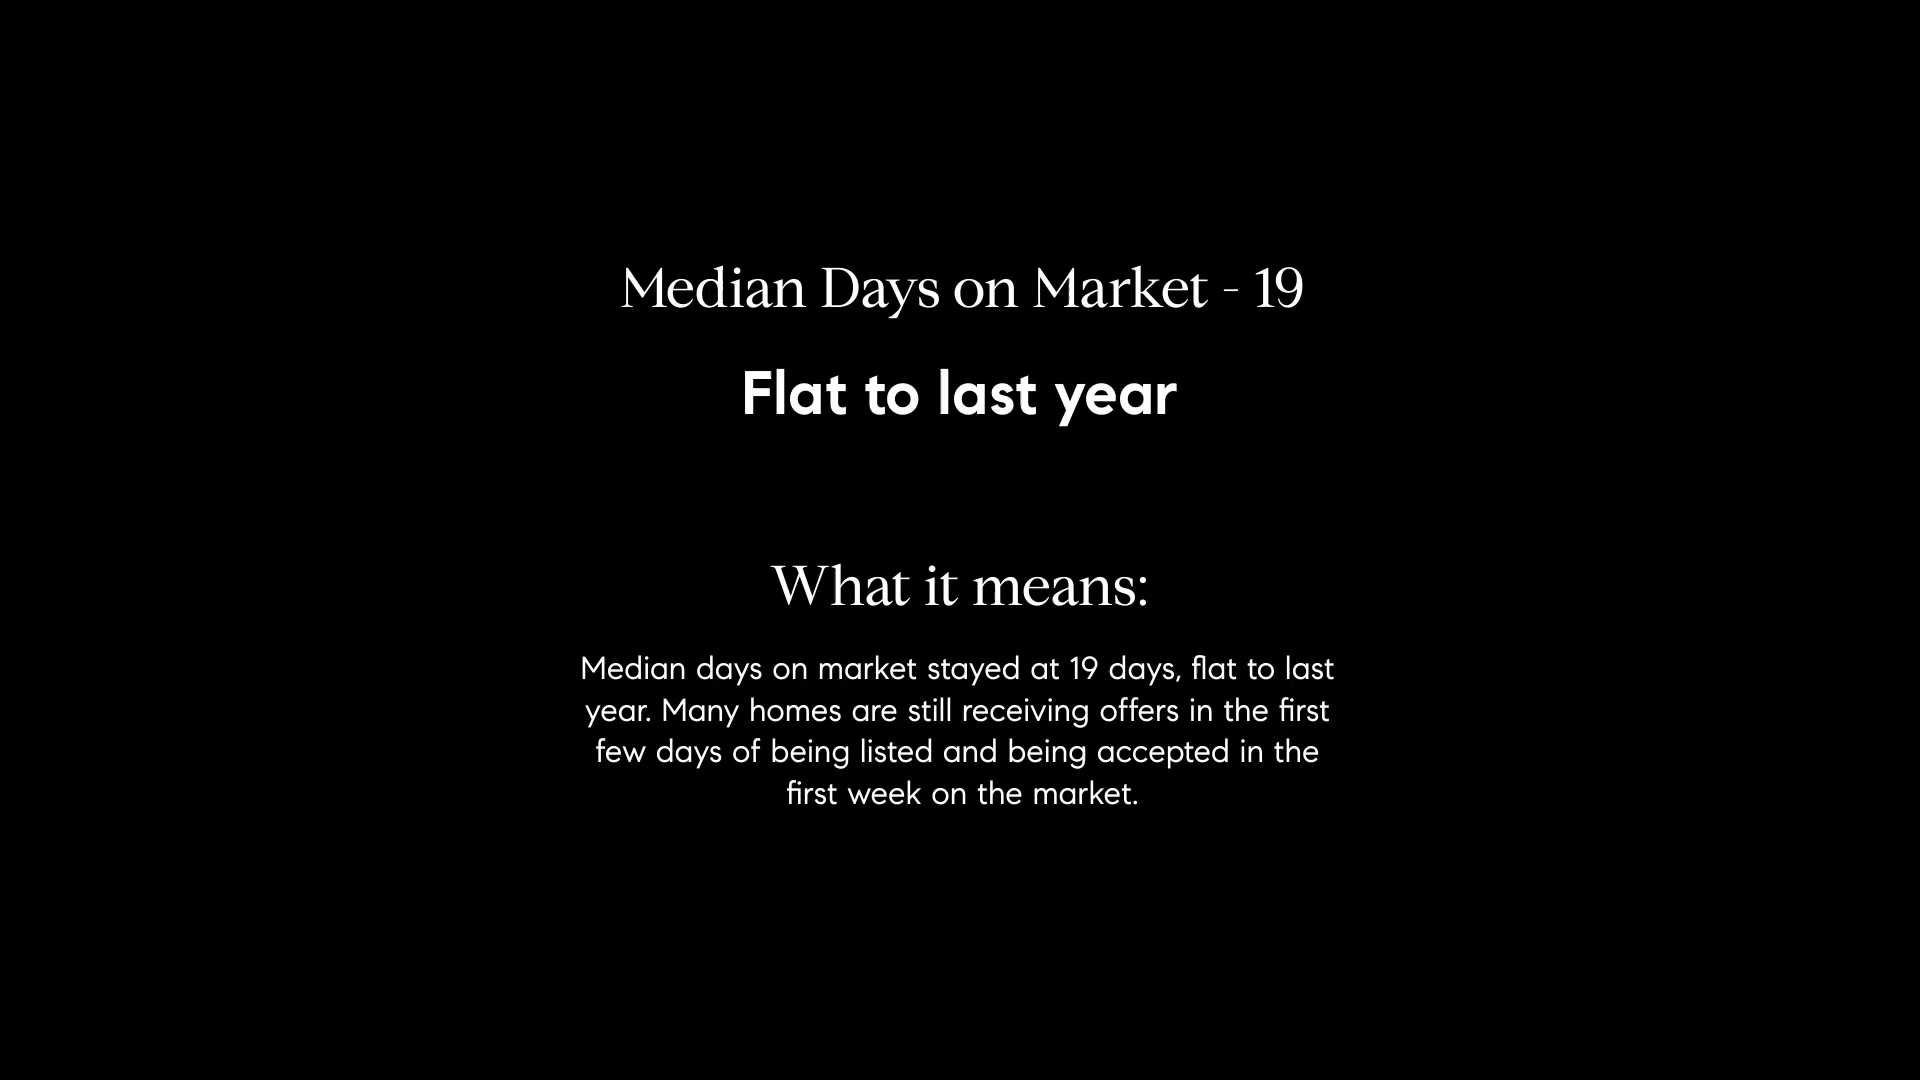 Median Days on Market - 19
Flat to last year
What it means:
Median days on market stayed at 19 days, flat to last
year. Many homes are still receiving offers in the first
few days of being listed and being accepted in the
first week on the market.